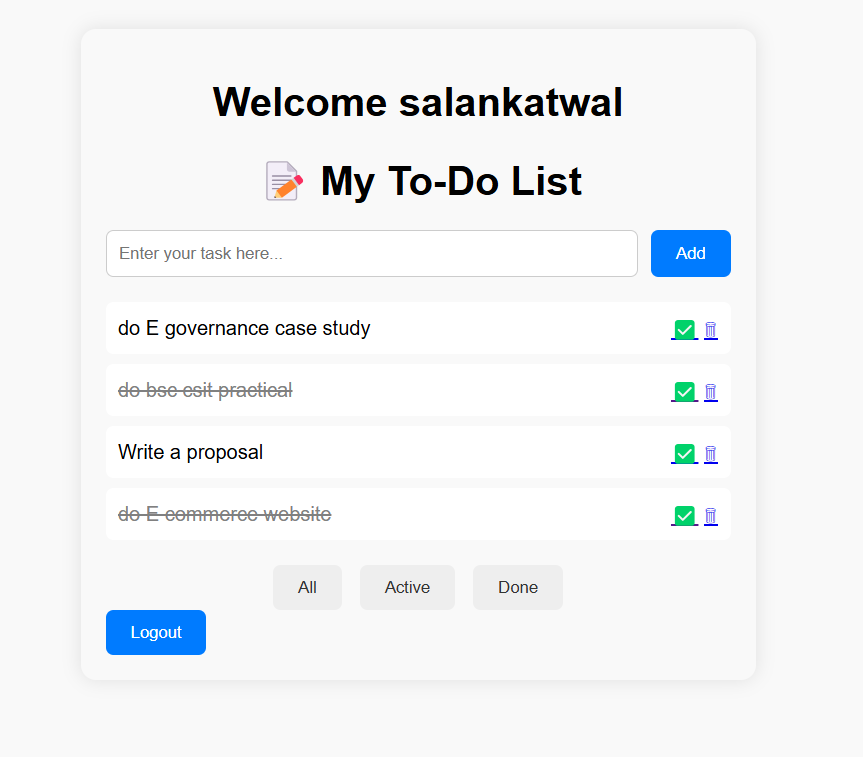 Welcome salankatwal
📝 My To-Do List
Enter your task here...
Add
do E governance case study
do bsc csit practical
Write a proposal
do E commerce website
All Active Done
Logout